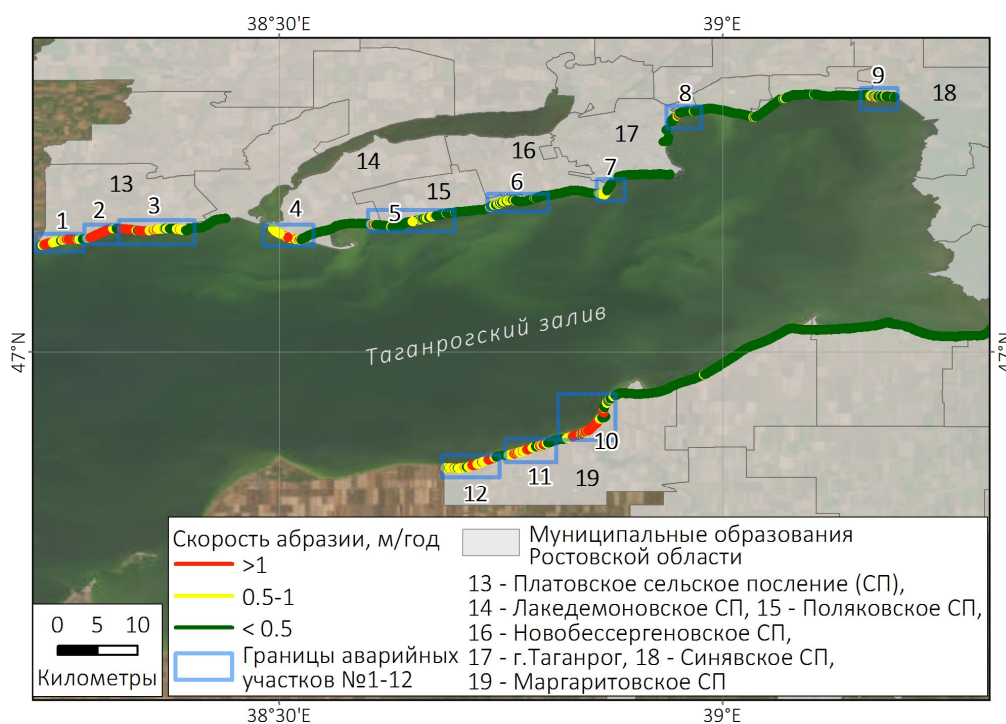 38°30'E
39°E
9
18
8
17
16
14
7
13
15
6
1
2
3
4
5
47°N
47°N
Таганрогский залив
10
11
19
12
Скорость абразии, м/год
>1
0.5-1
< 0.5
Границы аварийных
участков №1-12
Муниципальные образования
Ростовской области
13 - Платовское сельское посление (СП),
14 - Лакедемоновское СП, 15 - Поляковское СП,
16 - Новобессергеновское СП,
17 - г.Таганрог, 18 - Синявское СП,
19 - Маргаритовское СП
0 5 10
Километры
38°30'E
39°E